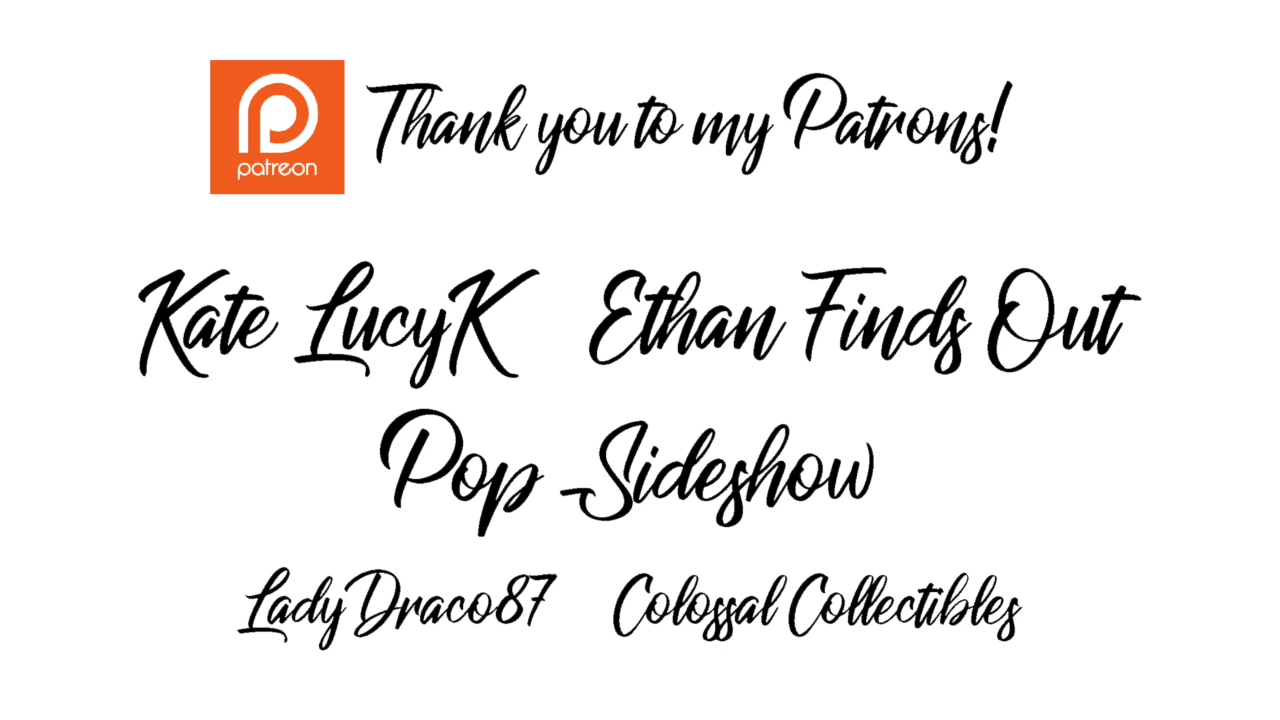 patreon
Thank you to my Patrons!
Kate LucyK Ethan Finds Out
Pop Sideshow
LadyDraco87 Colossal Collectibles